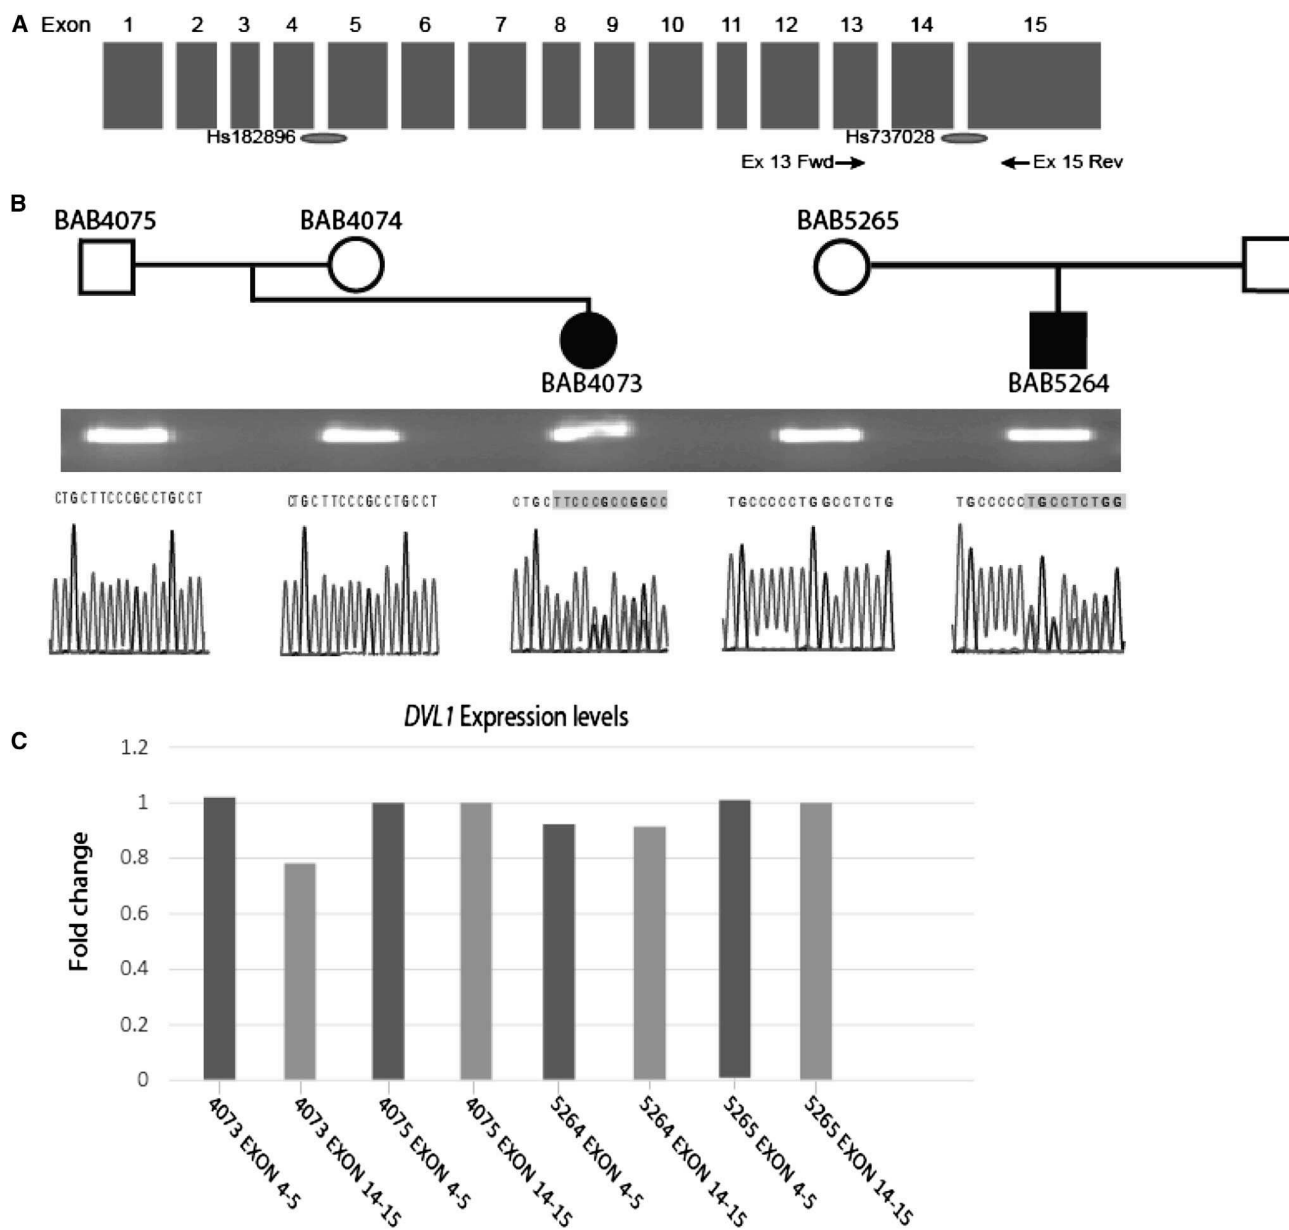 A Exon 1 2 3 4 5 6 7 8 9 10 11 12 13 14 15
Hs182896 Hs737028
Ex 13 Fwd Ex 15 Rev
B
BAB4075 BAB4074 BAB5265
BAB4073 BAB5264
CTGCTTCCCGCCTGCCT CTGCTTCCCGCCTGCCT CTGCTTCCCGCCGGCC TGCCCCCTGGCCTCTG TGCCCCCTGCCTCTGG
DVL1 Expression levels
C
1.2
1
0.8
0.6
0.4
0.2
0
Fold change
4073 EXON 4-5
4073 EXON 14-15
4075 EXON 4-5
4075 EXON 14-15
5264 EXON 4-5
5264 EXON 14-15
5265 EXON 4-5
5265 EXON 14-15